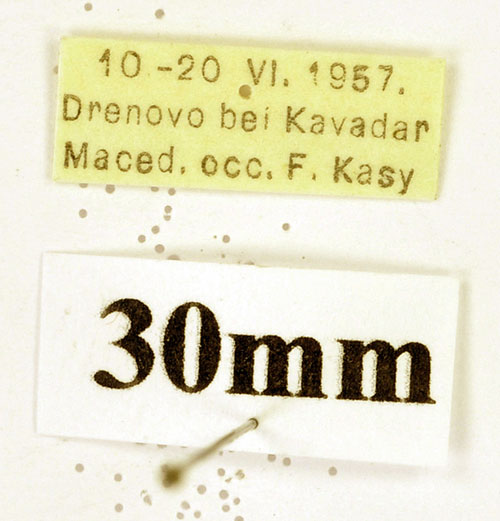 10-20 VI. 1957.
Drenovo bei Kavadar
Maced. occ. F. Kasy
30mm